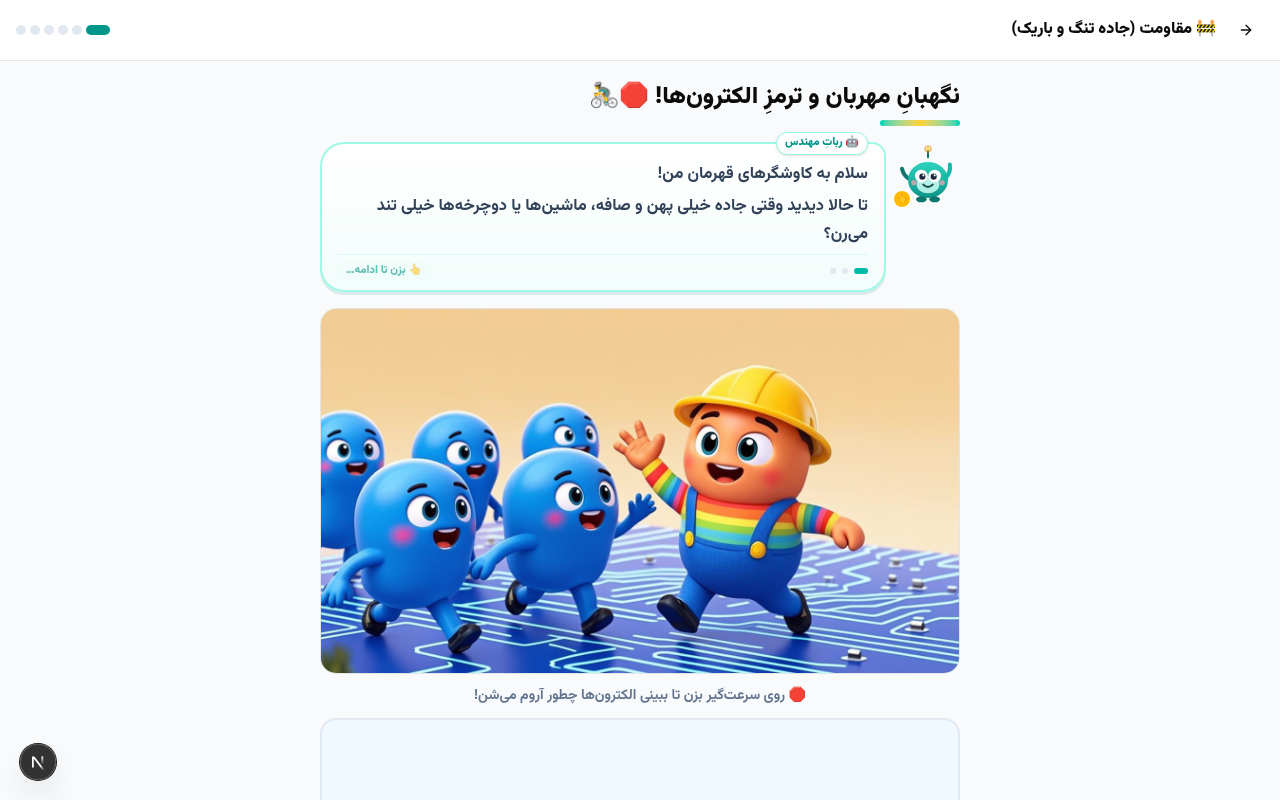 🚧 مقاومت (جاده تنگ و باریک)
نگهبانِ مهربان و ترمزِ الکترون‌ها! 🛑🚴
🤖 ربات مهندس
سلام به کاوشگرهای قهرمان من!
تا حالا دیدید وقتی جاده خیلی پهن و صافه، ماشین‌ها یا دوچرخه‌ها خیلی تند
می‌رن؟
👆 بزن تا ادامه...
🛑 روی سرعت‌گیر بزن تا ببینی الکترون‌ها چطور آروم می‌شن!
N